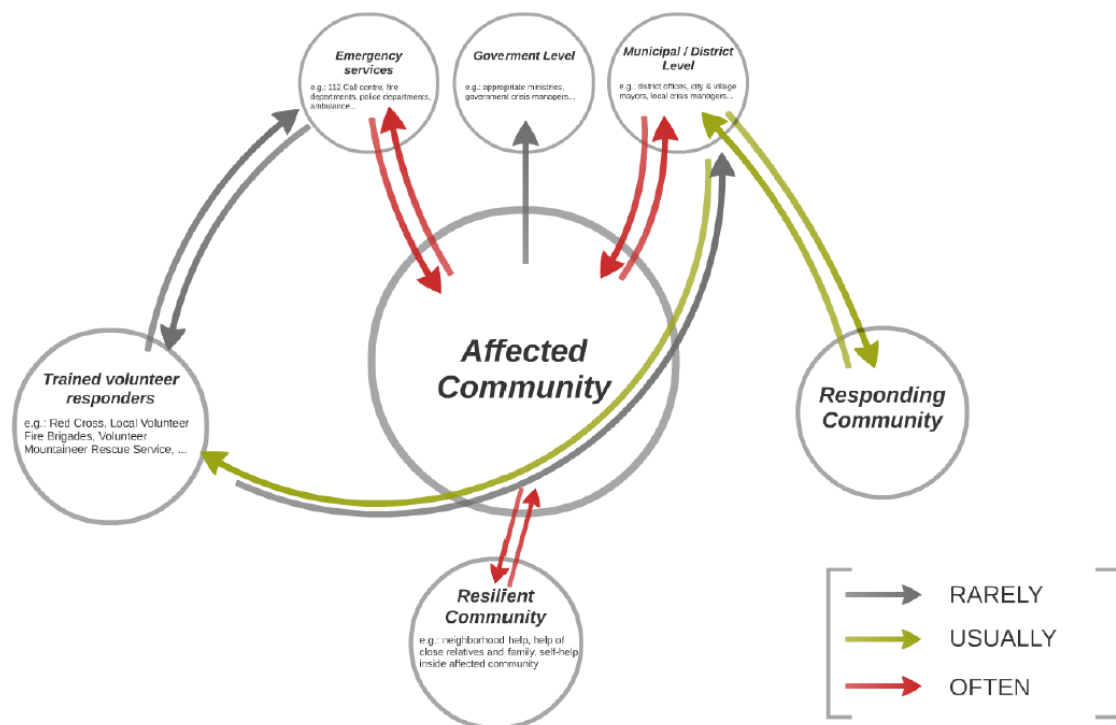 Emergency
services
e.g.: 112 Call centre, fire
departments, police departments,
ambulance...
Goverment Level
e.g.: appropriate ministries,
government crisis managers...
Municipal / District
Level
e.g.: district offices, city & village
mayors, local crisis managers...
Affected
Community
Trained volunteer
responders
e.g.: Red Cross, Local Volunteer
Fire Brigades, Volunteer
Mountaineer Rescue Service, ...
Responding
Community
Resilient
Community
e.g.: neighborhood help, help of
close relatives and family, self-help
inside affected community
RARELY
USUALLY
OFTEN